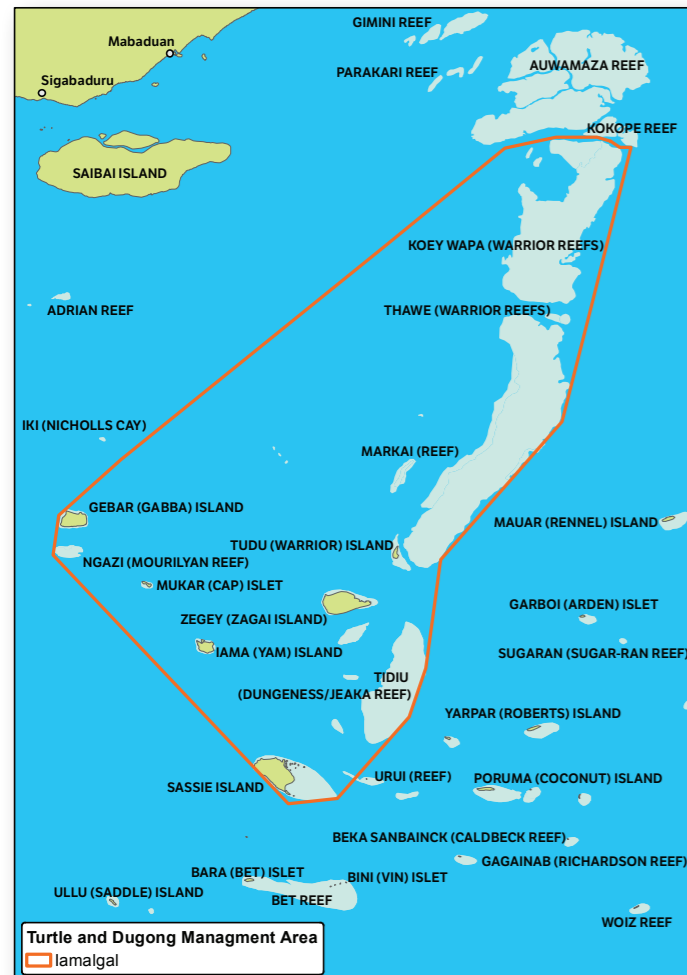 GIMINI REEF
Mabaduan
AUWAMAZA REEF
PARAKARI REEF
Sigabaduru
KOKOPE REEF
SAIBAI ISLAND
KOEY WAPA (WARRIOR REEFS)
ADRIAN REEF
THAWE (WARRIOR REEFS)
IKI (NICHOLLS CAY)
MARKAI (REEF)
GEBAR (GABBA) ISLAND
MAUAR (RENNEL) ISLAND
TUDU (WARRIOR) ISLAND
NGAZI (MOURILYAN REEF)
MUKAR (CAP) ISLET
GARBOI (ARDEN) ISLET
ZEGEY (ZAGAI ISLAND)
IAMA (YAM) ISLAND
SUGARAN (SUGAR-RAN REEF)
TIDIU
(DUNGENESS/JEAKA REEF)
YARPAR (ROBERTS) ISLAND
URUI (REEF)
PORUMA (COCONUT) ISLAND
SASSIE ISLAND
BEKA SANBAINCK (CALDBECK REEF)
GAGAINAB (RICHARDSON REEF)
BARA (BET) ISLET
BINI (VIN) ISLET
ULLU (SADDLE) ISLAND
BET REEF
WOIZ REEF
Turtle and Dugong Managment Area
Iamalgal